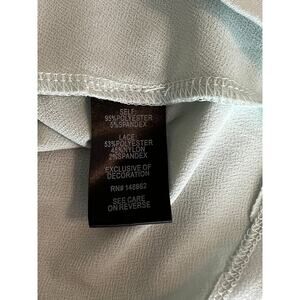 SELF:
95%POLYESTER
5%SPANDEX
LACE:
53%POLYESTER
45%NYLON
2%SPANDEX
EXCLUSIVE OF
DECORATION
RN# 148862
SEE CARE
ON REVERSE